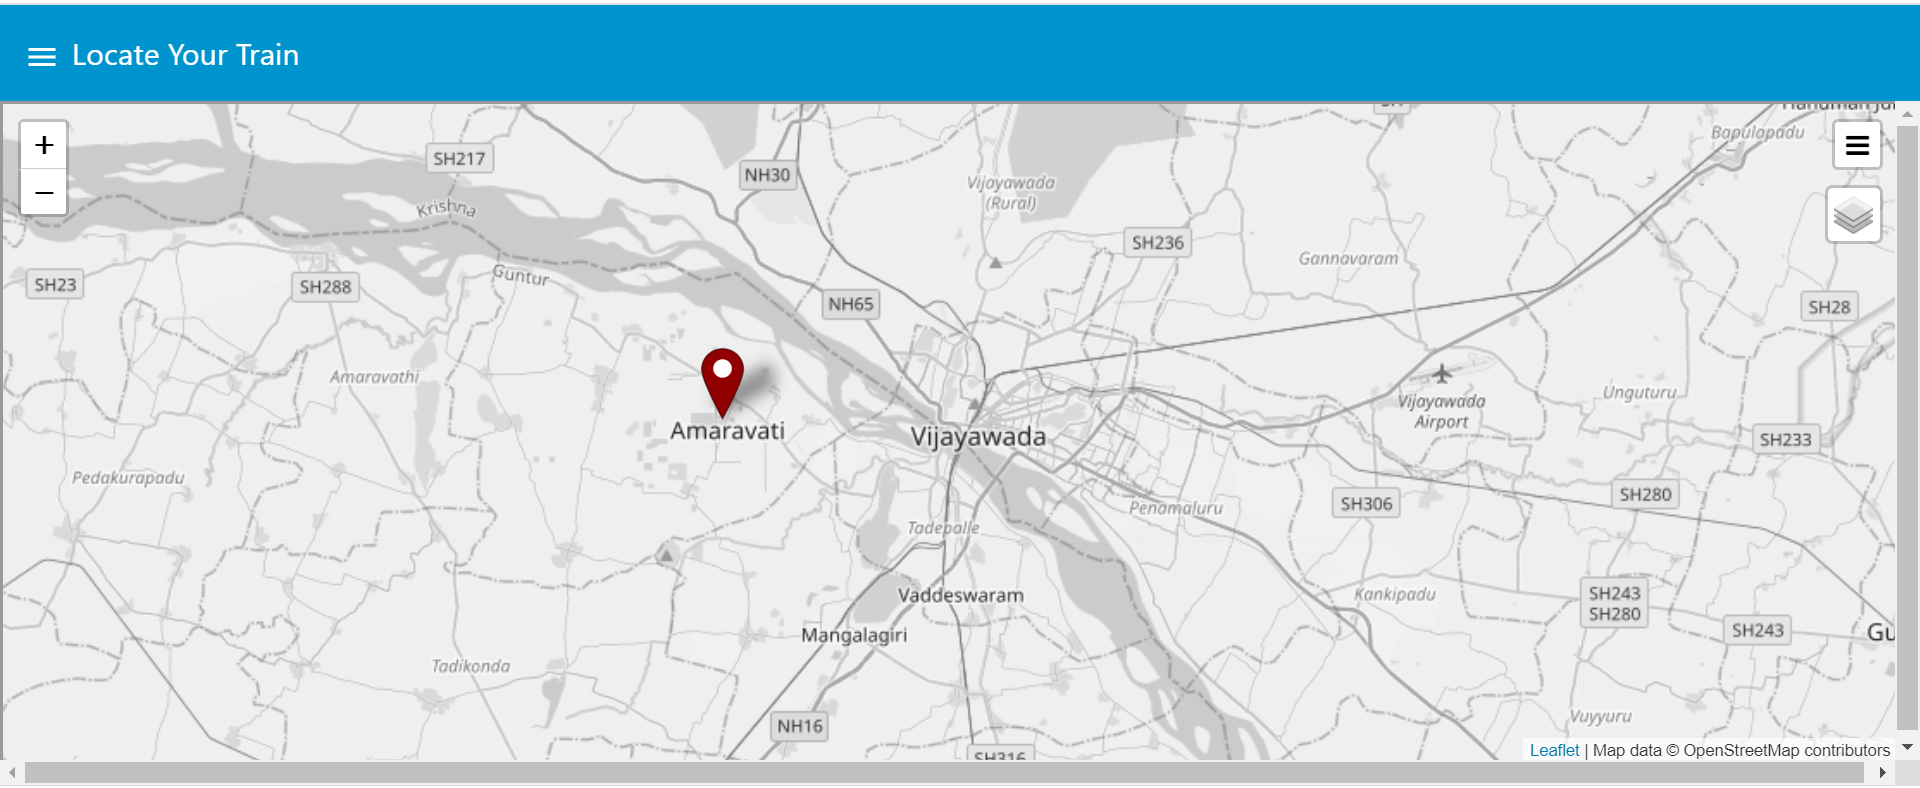 Locate Your Train
+
−
SH217
NH30
Bapulapadu
Krishna
Vijayawada
(Rural)
SH236
Gannavaram
SH23
SH288
Guntur
NH65
SH28
Amaravathi
Amaravati
Vijayawada
Vijayawada
Airport
Unguturu
SH233
Pedakurapadu
SH306
SH280
Penamaluru
Tadepalle
Vaddeswaram
Kankipadu
SH243
SH280
Mangalagiri
SH243
Gu
Tadikonda
NH16
Vuyyuru
SH316
Leaflet | Map data © OpenStreetMap contributors